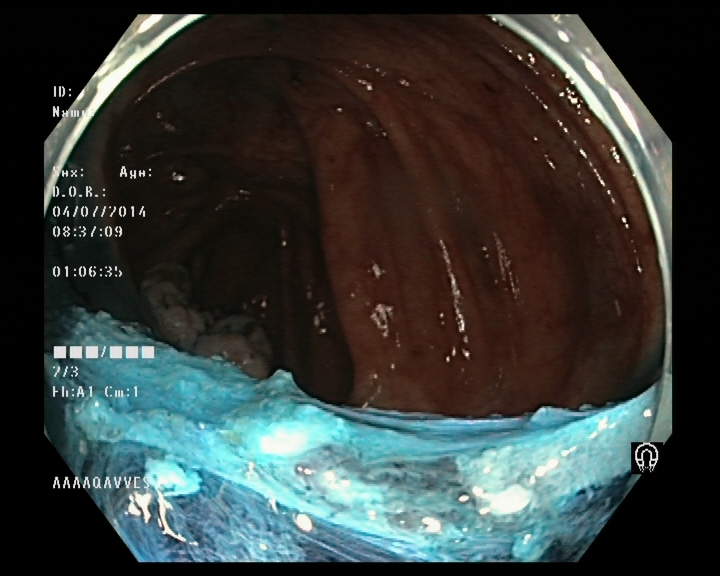 ID:
Name:
Sex: Age:
D.O.B.:
04/07/2014
08:37:09
01:06:35
■■■/■■■
2/3
Eh:A1 Cm:1
AAAAQAVVES